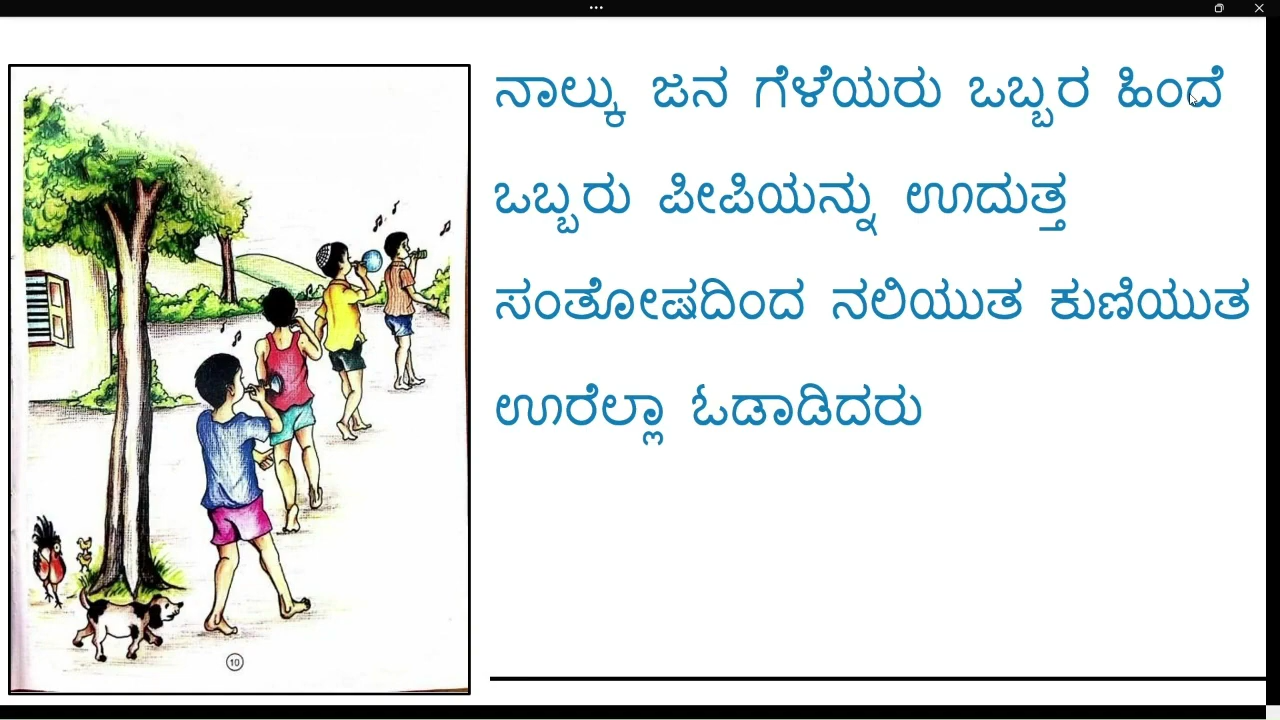 ನಾಲ್ಕು ಜನ ಗೆಳೆಯರು ಒಬ್ಬರ ಹಿಂದೆ
ಒಬ್ಬರು ಪೀಪಿಯನ್ನು ಊದುತ್ತ
ಸಂತೋಷದಿಂದ ನಲಿಯುತ ಕುಣಿಯುತ
ಊರೆಲ್ಲಾ ಓಡಾಡಿದರು
10